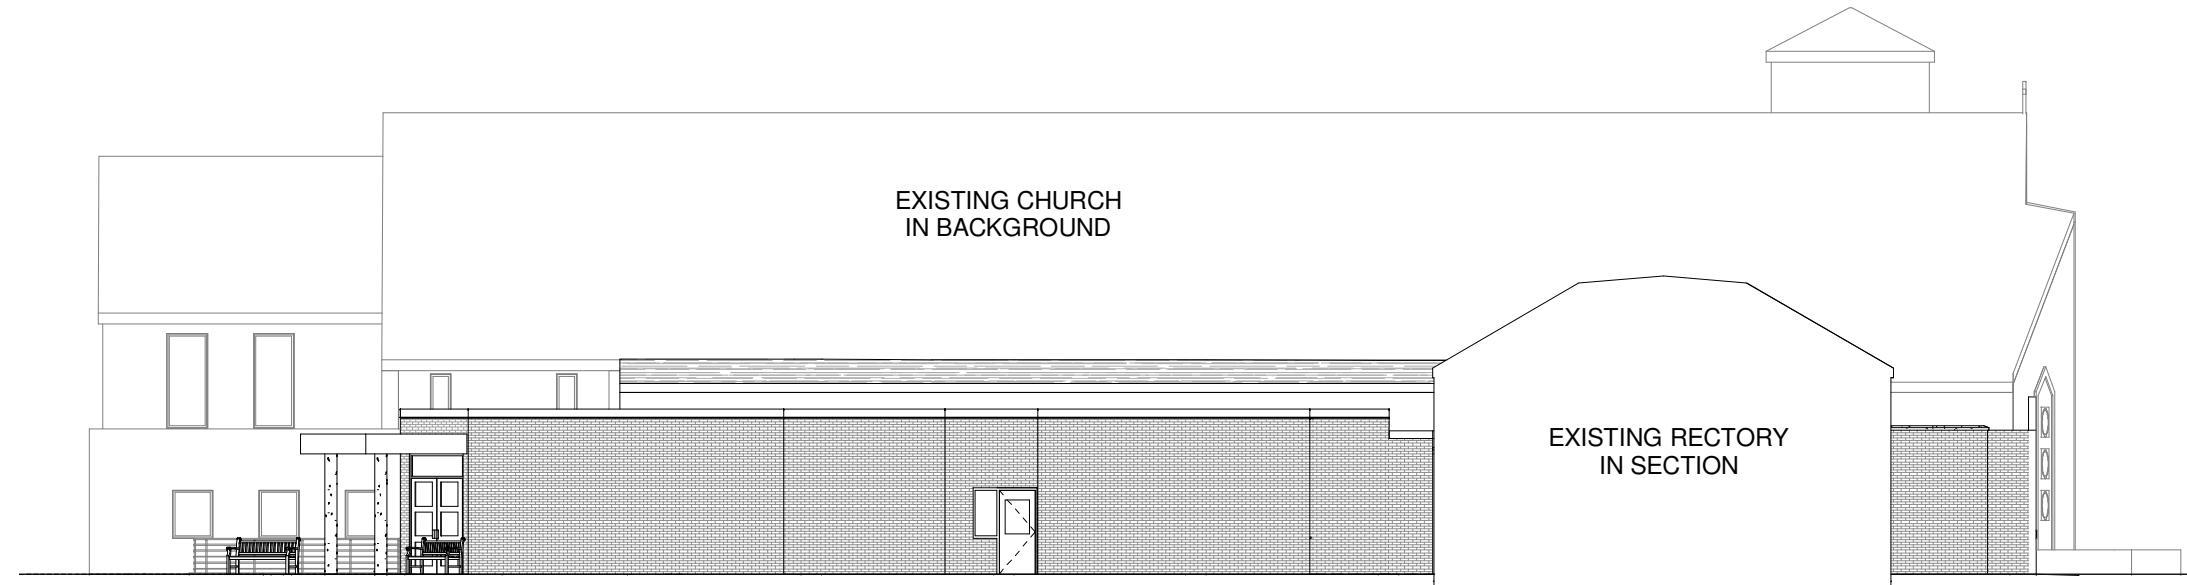 EXISTING CHURCH
IN BACKGROUND
EXISTING RECTORY
IN SECTION